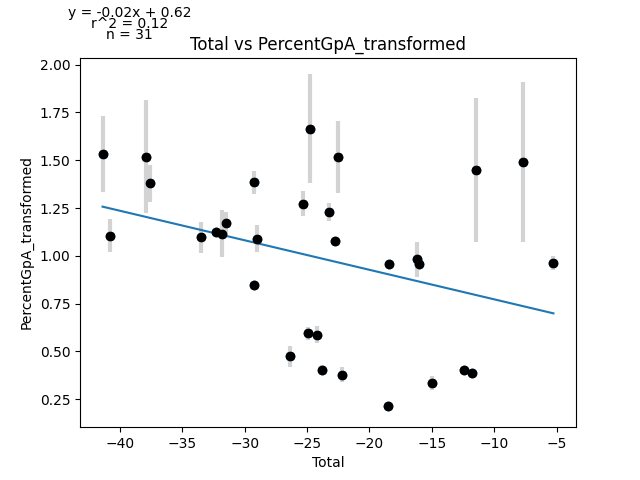 y = -0.02x + 0.62
r^2 = 0.12
n = 31
Total vs PercentGpA_transformed
2.00
1.75
1.50
1.25
1.00
0.75
0.50
0.25
PercentGpA_transformed
−40 −35 −30 −25 −20 −15 −10 −5
Total